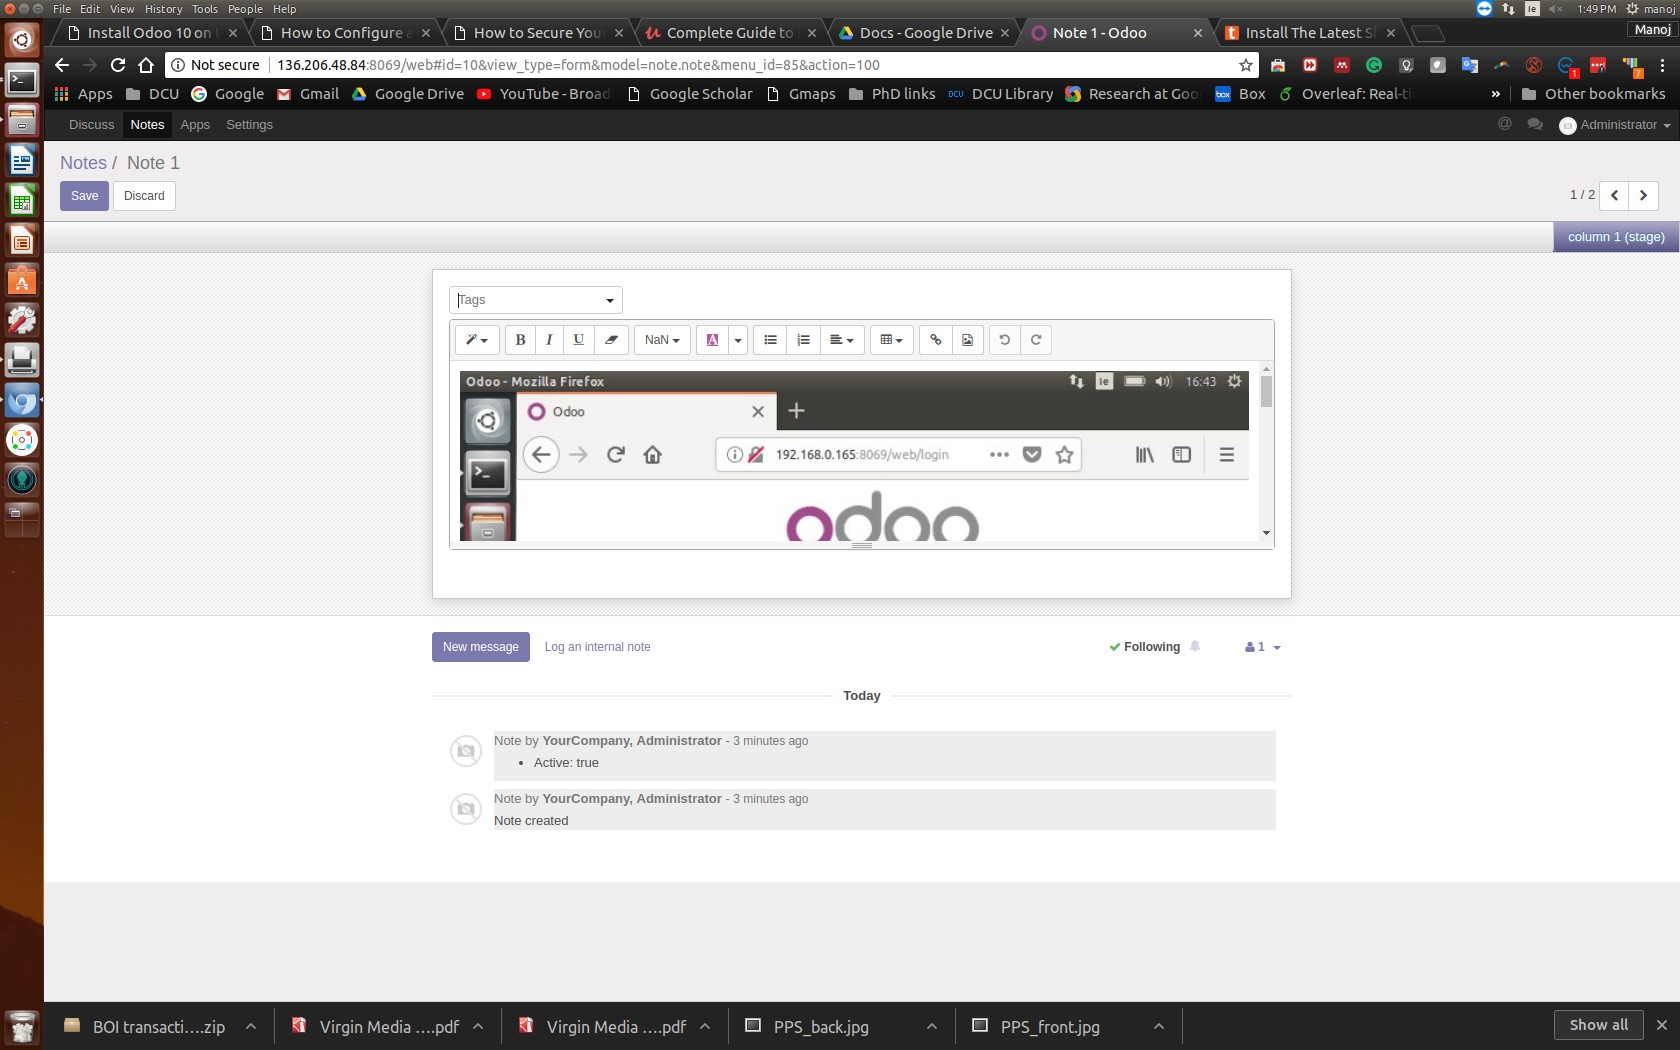 File Edit View History Tools People Help
Ie 1:49 PM manoj
Install Odoo 10 on How to Configure How to Secure You Complete Guide to Docs - Google Drive Note 1 - Odoo Install The Latest Manoj
Not secure 136.206.48.84:8069/web#id=10&view_type=form&model=note.note&menu_id=85&action=100 1 7
Apps DCU Google Gmail Google Drive YouTube - Broad Google Scholar Gmaps PhD links DCU DCU Library Research at Goo box Box Overleaf: Real-ti » Other bookmarks
Discuss Notes Apps Settings @ Administrator
Notes / Note 1
Save Discard 1 / 2
column 1 (stage)
Tags
B I U NaN A
Odoo - Mozilla Firefox Ie 16:43
Odoo
192.168.0.165:8069/web/login
odoo
New message Log an internal note Following 1
Today
Note by YourCompany, Administrator - 3 minutes ago
• Active: true
Note by YourCompany, Administrator - 3 minutes ago
Note created
BOI transacti....zip Virgin Media ....pdf Virgin Media ....pdf PPS_back.jpg PPS_front.jpg Show all